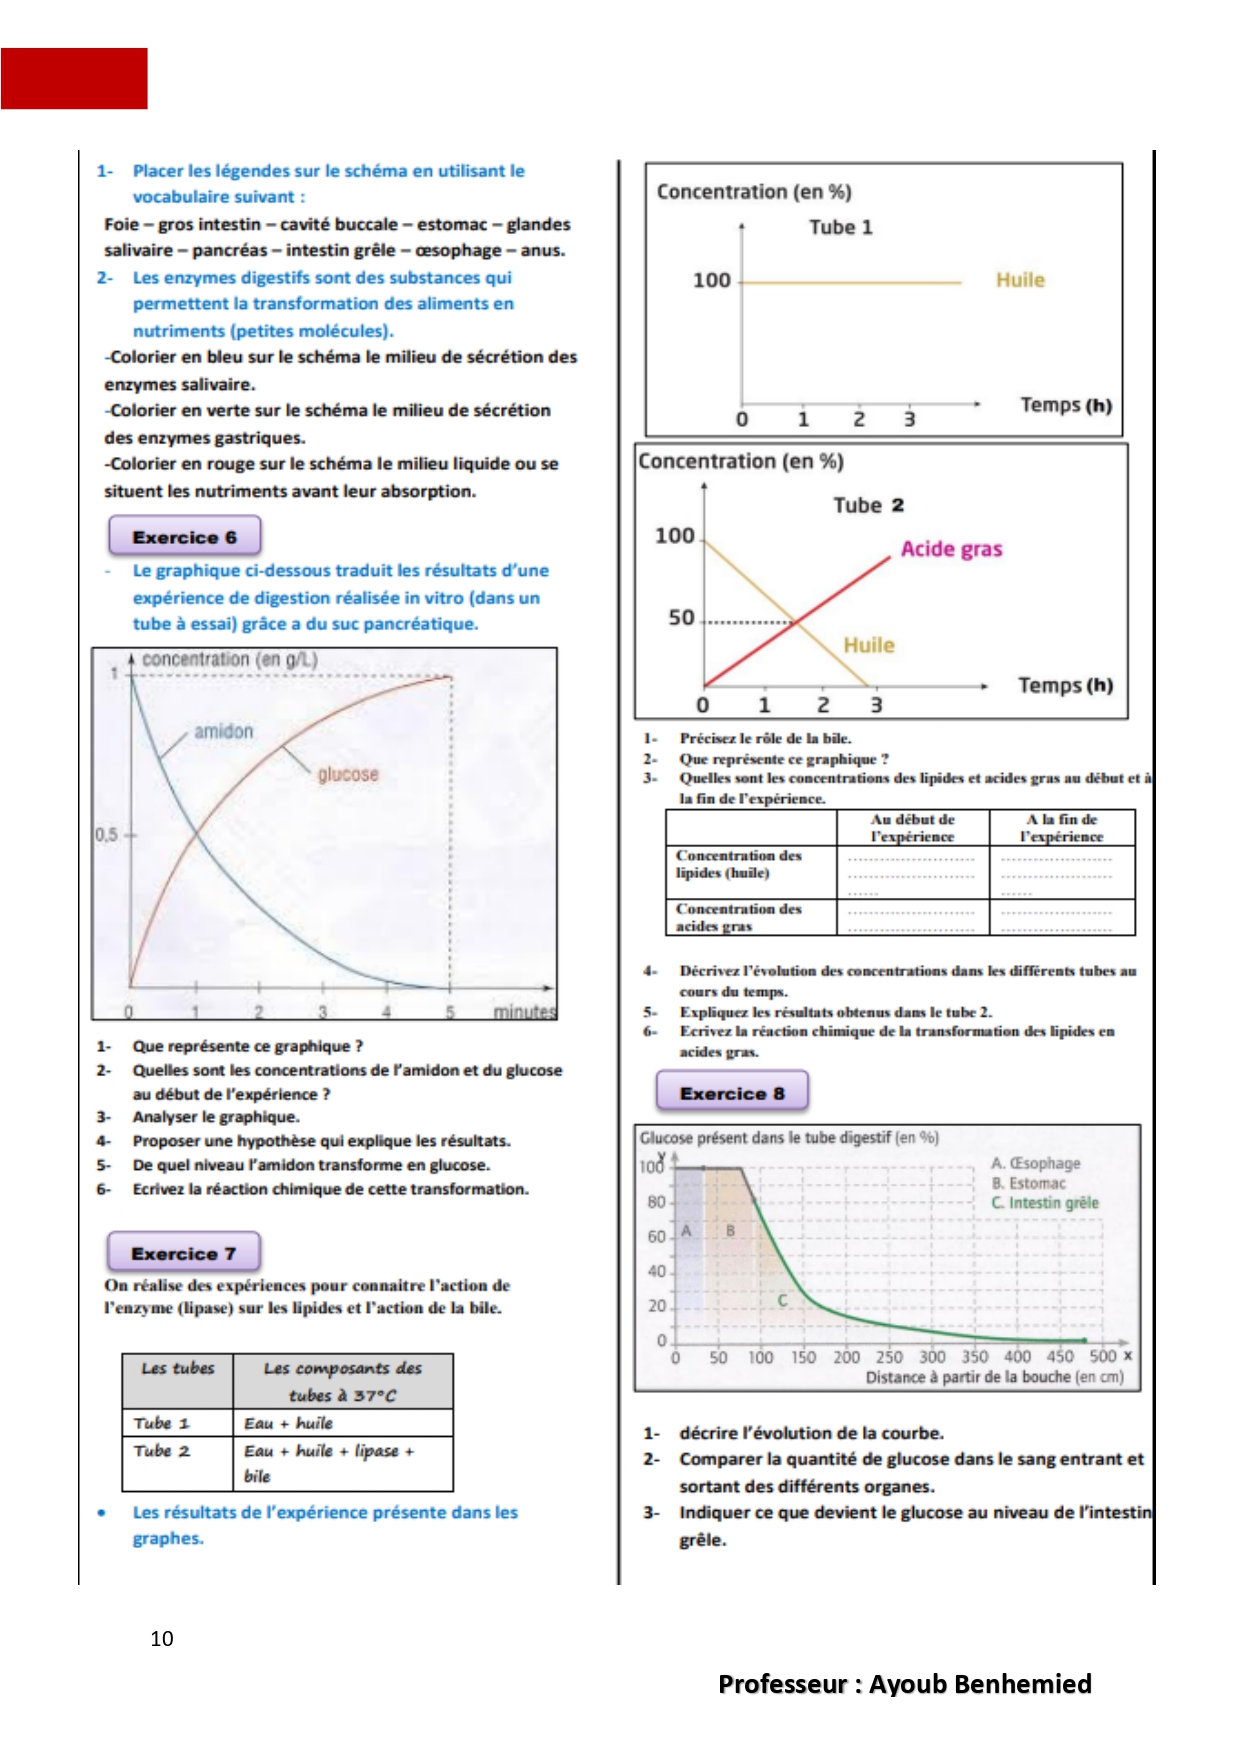 1- Placer les légendes sur le schéma en utilisant le
vocabulaire suivant :
Foie – gros intestin – cavité buccale – estomac – glandes
salivaire – pancréas – intestin grêle – œsophage – anus.
2- Les enzymes digestifs sont des substances qui
permettent la transformation des aliments en
nutriments (petites molécules).
-Colorier en bleu sur le schéma le milieu de sécrétion des
enzymes salivaire.
-Colorier en verte sur le schéma le milieu de sécrétion
des enzymes gastriques.
-Colorier en rouge sur le schéma le milieu liquide ou se
situent les nutriments avant leur absorption.
Exercice 6
- Le graphique ci-dessous traduit les résultats d'une
expérience de digestion réalisée in vitro (dans un
tube à essai) grâce a du suc pancréatique.
concentration (en g/L)
1
amidon
glucose
0,5
0 1 2 3 4 5 minutes
1- Que représente ce graphique ?
2- Quelles sont les concentrations de l'amidon et du glucose
au début de l'expérience ?
3- Analyser le graphique.
4- Proposer une hypothèse qui explique les résultats.
5- De quel niveau l'amidon transforme en glucose.
6- Ecrivez la réaction chimique de cette transformation.
Exercice 7
On réalise des expériences pour connaitre l'action de
l'enzyme (lipase) sur les lipides et l'action de la bile.
Les tubes Les composants des
tubes à 37°C
Tube 1 Eau + huile
Tube 2 Eau + huile + lipase +
bile
• Les résultats de l'expérience présente dans les
graphes.
Concentration (en %)
Tube 1
100 Huile
Temps (h)
0 1 2 3
Concentration (en %)
Tube 2
100
Acide gras
50
Huile
Temps (h)
0 1 2 3
1- Précisez le rôle de la bile.
2- Que représente ce graphique ?
3- Quelles sont les concentrations des lipides et acides gras au début et à
la fin de l'expérience.
Au début de A la fin de
l'expérience l'expérience
Concentration des
lipides (huile)
Concentration des
acides gras
4- Décrivez l'évolution des concentrations dans les différents tubes au
cours du temps.
5- Expliquez les résultats obtenus dans le tube 2.
6- Ecrivez la réaction chimique de la transformation des lipides en
acides gras.
Exercice 8
Glucose présent dans le tube digestif (en %)
y
100 A. Œsophage
B. Estomac
80 C. Intestin grêle
60 A B
40
C
20
0
0 50 100 150 200 250 300 350 400 450 500 x
Distance à partir de la bouche (en cm)
1- décrire l'évolution de la courbe.
2- Comparer la quantité de glucose dans le sang entrant et
sortant des différents organes.
3- Indiquer ce que devient le glucose au niveau de l'intestin
grêle.
10
Professeur : Ayoub Benhemied